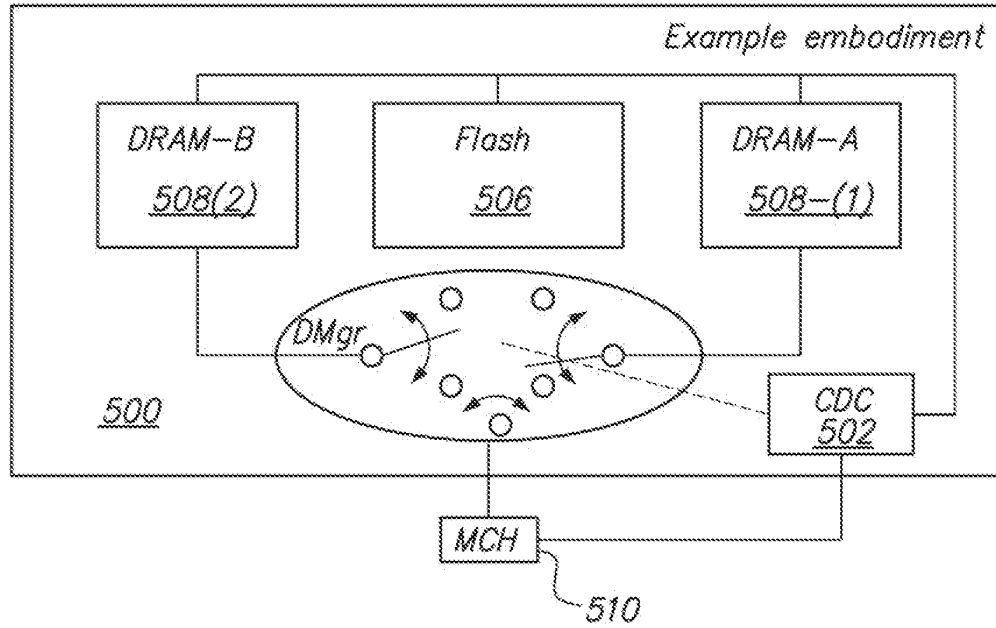 Example embodiment
DRAM-B
508(2)
Flash
506
DRAM-A
508-(1)
DMgr
500
CDC
502
MCH
510